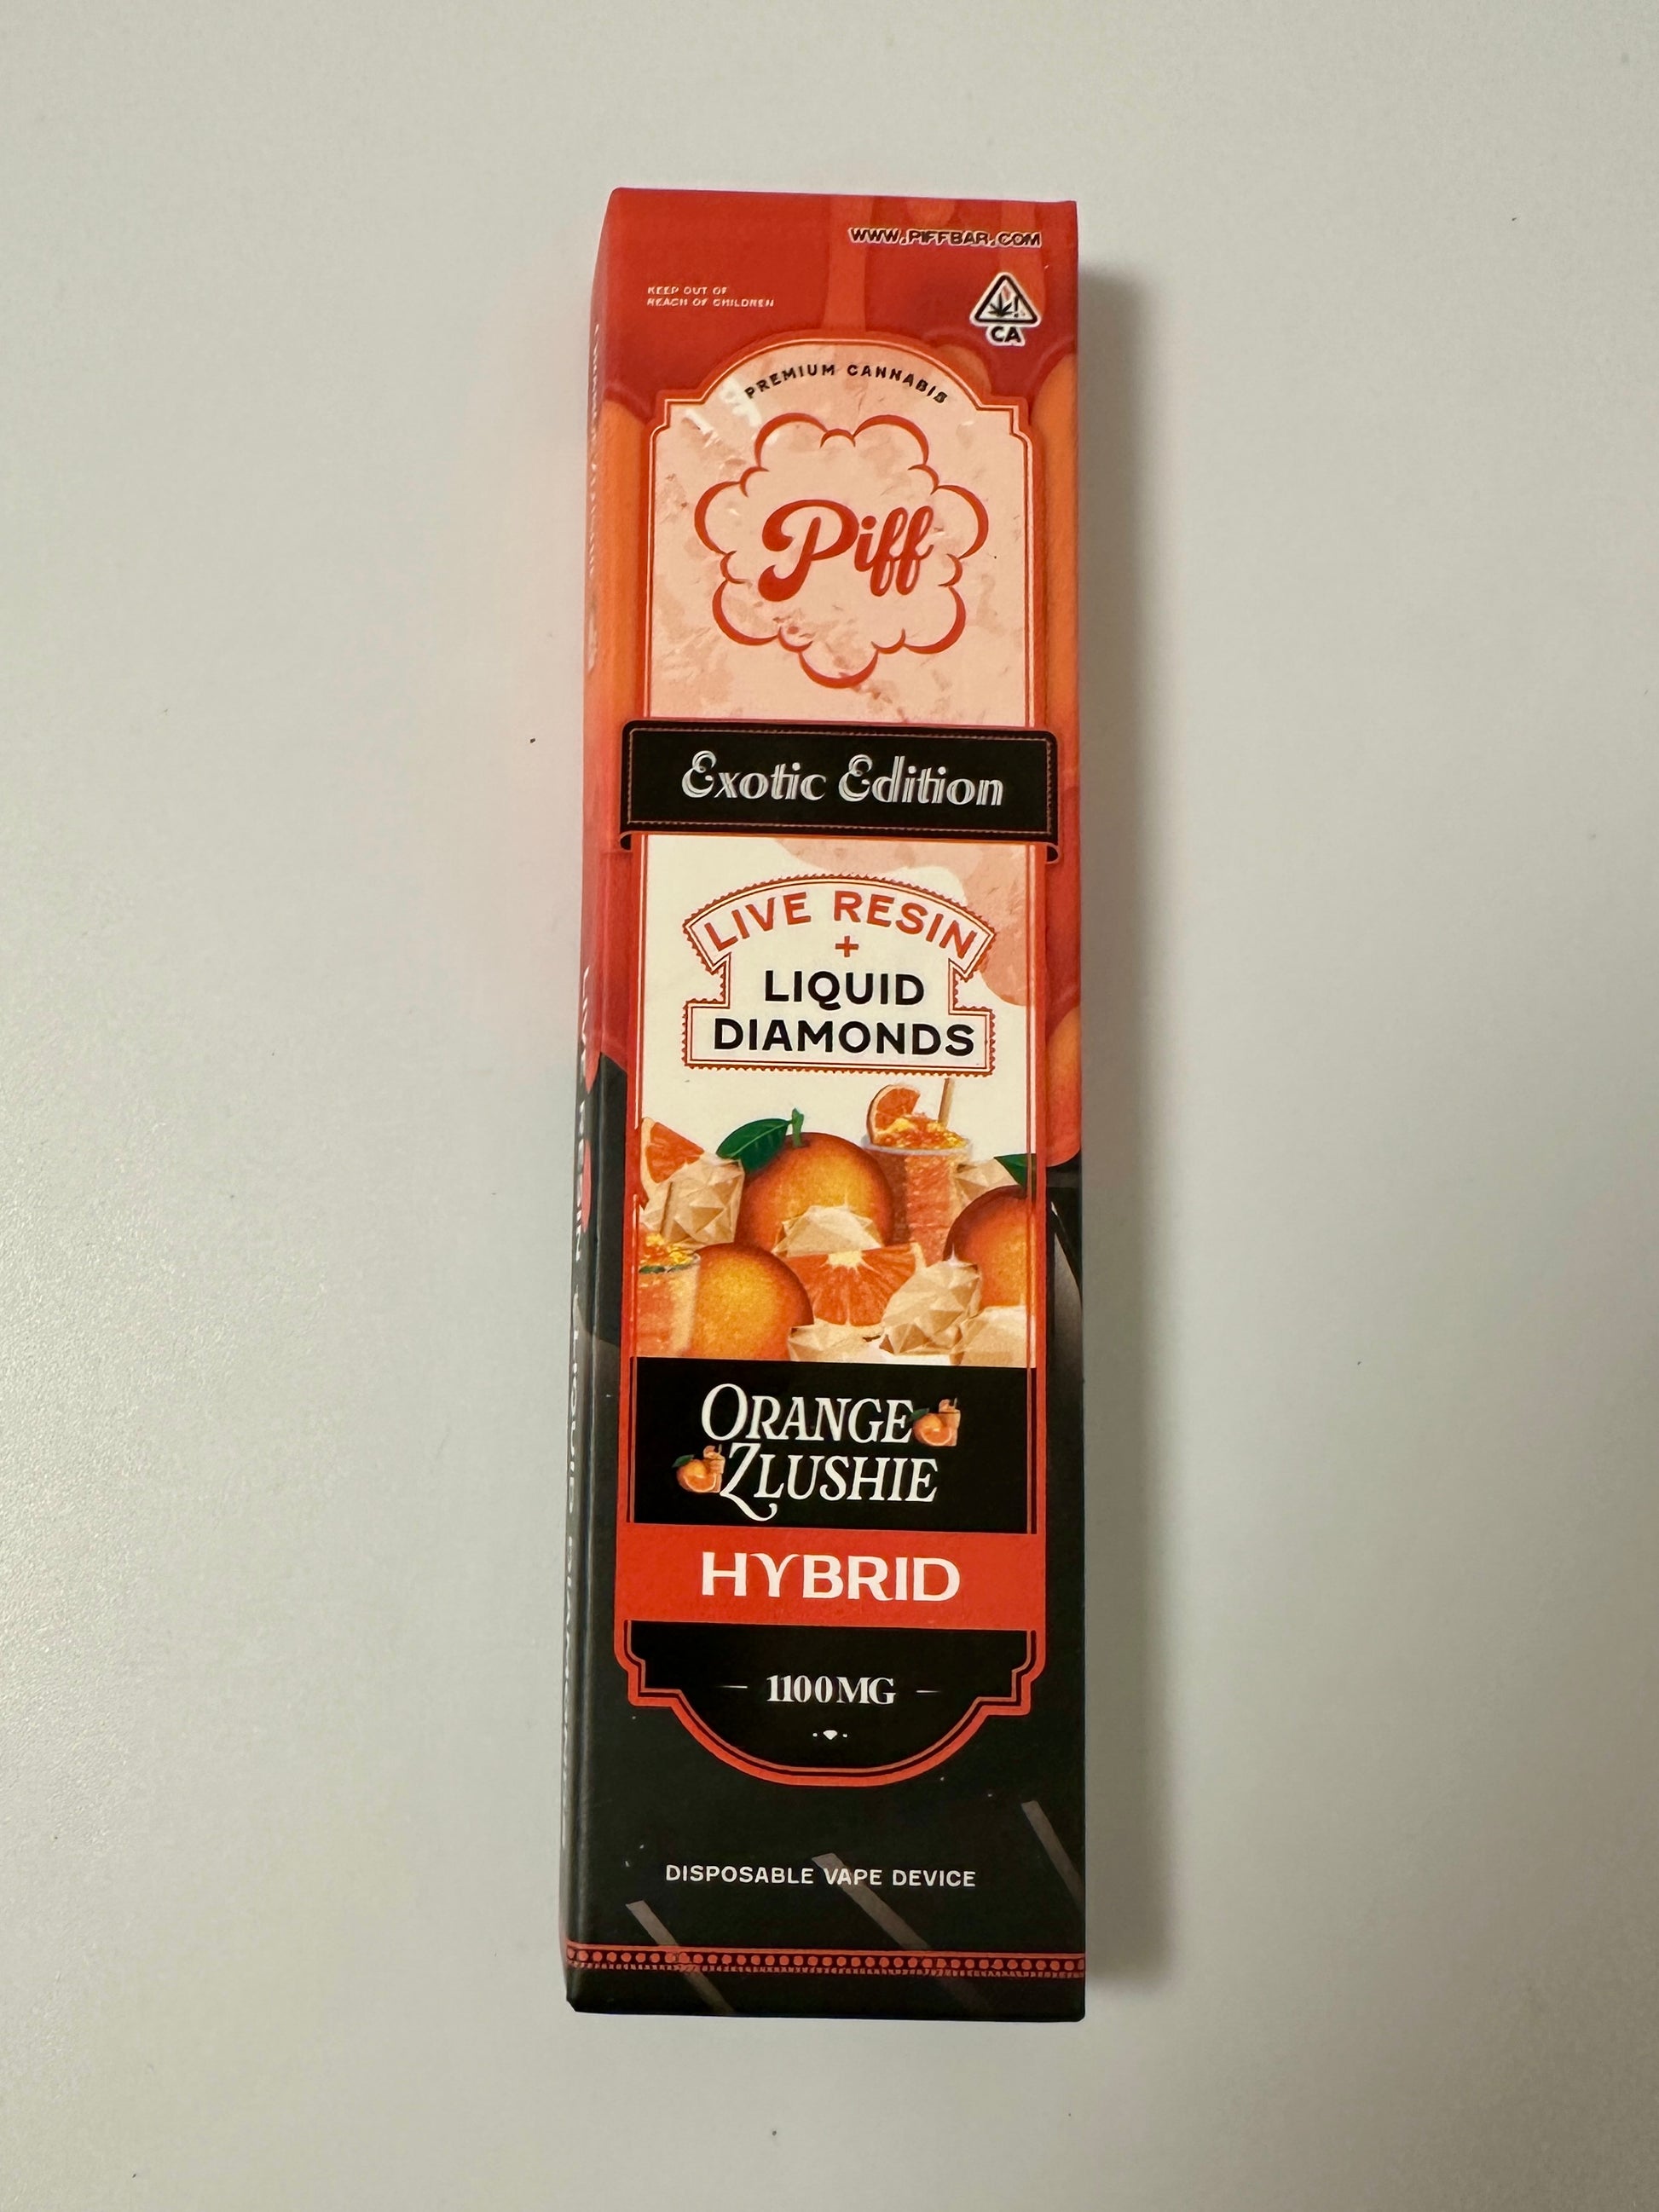 WWW.PIFFBAR.COM
KEEP OUT OF
REACH OF CHILDREN
CA
PREMIUM CANNABIS
Piff
Exotic Edition
LIVE RESIN
+
LIQUID
DIAMONDS
ORANGE
ZLUSHIE
HYBRID
1100MG
DISPOSABLE VAPE DEVICE